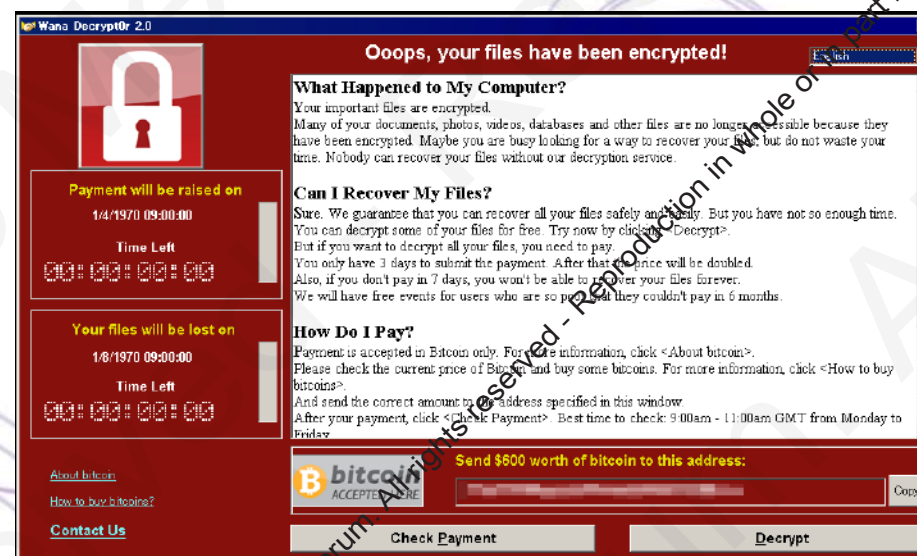 Wana Decrypt0r 2.0
Ooops, your files have been encrypted!
English
Payment will be raised on
1/4/1970 09:00:00
Time Left
00:00:00:00
Your files will be lost on
1/8/1970 09:00:00
Time Left
00:00:00:00
About bitcoin
How to buy bitcoins?
Contact Us
What Happened to My Computer?
Your important files are encrypted.
Many of your documents, photos, videos, databases and other files are no longer accessible because they
have been encrypted. Maybe you are busy looking for a way to recover your files, but do not waste your
time. Nobody can recover your files without our decryption service.
Can I Recover My Files?
Sure. We guarantee that you can recover all your files safely and easily. But you have not so enough time.
You can decrypt some of your files for free. Try now by clicking <Decrypt>.
But if you want to decrypt all your files, you need to pay.
You only have 3 days to submit the payment. After that the price will be doubled.
Also, if you don't pay in 7 days, you won't be able to recover your files forever.
We will have free events for users who are so poor that they couldn't pay in 6 months.
How Do I Pay?
Payment is accepted in Bitcoin only. For more information, click <About bitcoin>.
Please check the current price of Bitcoin and buy some bitcoins. For more information, click <How to buy
bitcoins>.
And send the correct amount to the address specified in this window.
After your payment, click <Check Payment>. Best time to check: 9:00am - 11:00am GMT from Monday to
Friday
bitcoin
ACCEPTED HERE
Send $600 worth of bitcoin to this address:
Copy
Check Payment
Decrypt
rum. All rights reserved - Reproduction in whole or in part